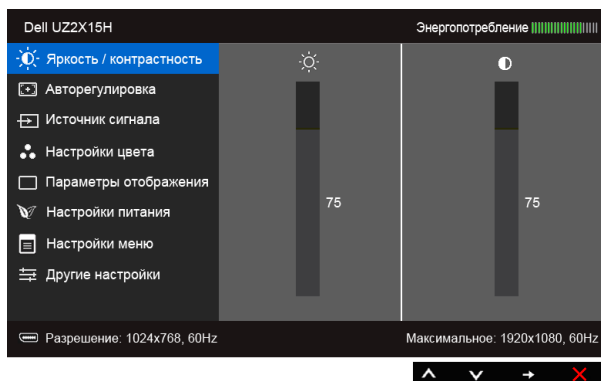 Dell UZ2X15H
Энергопотребление
Яркость / контрастность
Авторегулировка
Источник сигнала
Настройки цвета
Параметры отображения
Настройки питания
Настройки меню
Другие настройки
75
75
Разрешение: 1024x768, 60Hz
Максимальное: 1920x1080, 60Hz